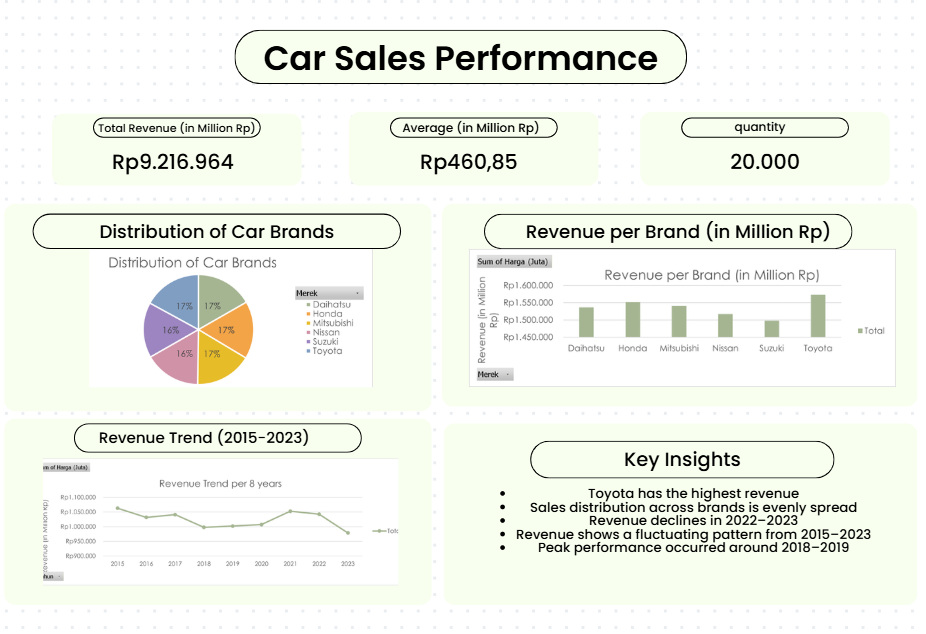 Car Sales Performance
Total Revenue (in Million Rp)
Rp9.216.964
Average (in Million Rp)
Rp460,85
quantity
20.000
Distribution of Car Brands
Distribution of Car Brands
17%
17%
16%
17%
16%
17%
Merek
Daihatsu
Honda
Mitsubishi
Nissan
Suzuki
Toyota
Revenue per Brand (in Million Rp)
Sum of Harga (Juta)
Revenue per Brand (in Million Rp)
Revenue (in Million Rp)
Rp1.600.000
Rp1.550.000
Rp1.500.000
Rp1.450.000
Daihatsu Honda Mitsubishi Nissan Suzuki Toyota
Total
Merek
Revenue Trend (2015-2023)
m of Harga (Juta)
Revenue Trend per 8 years
Revenue (in Million Rp)
Rp1.100.000
Rp1.050.000
Rp1.000.000
Rp950.000
Rp900.000
2015 2016 2017 2018 2019 2020 2021 2022 2023
Tota
hun
Key Insights
• Toyota has the highest revenue
• Sales distribution across brands is evenly spread
• Revenue declines in 2022–2023
• Revenue shows a fluctuating pattern from 2015–2023
• Peak performance occurred around 2018–2019